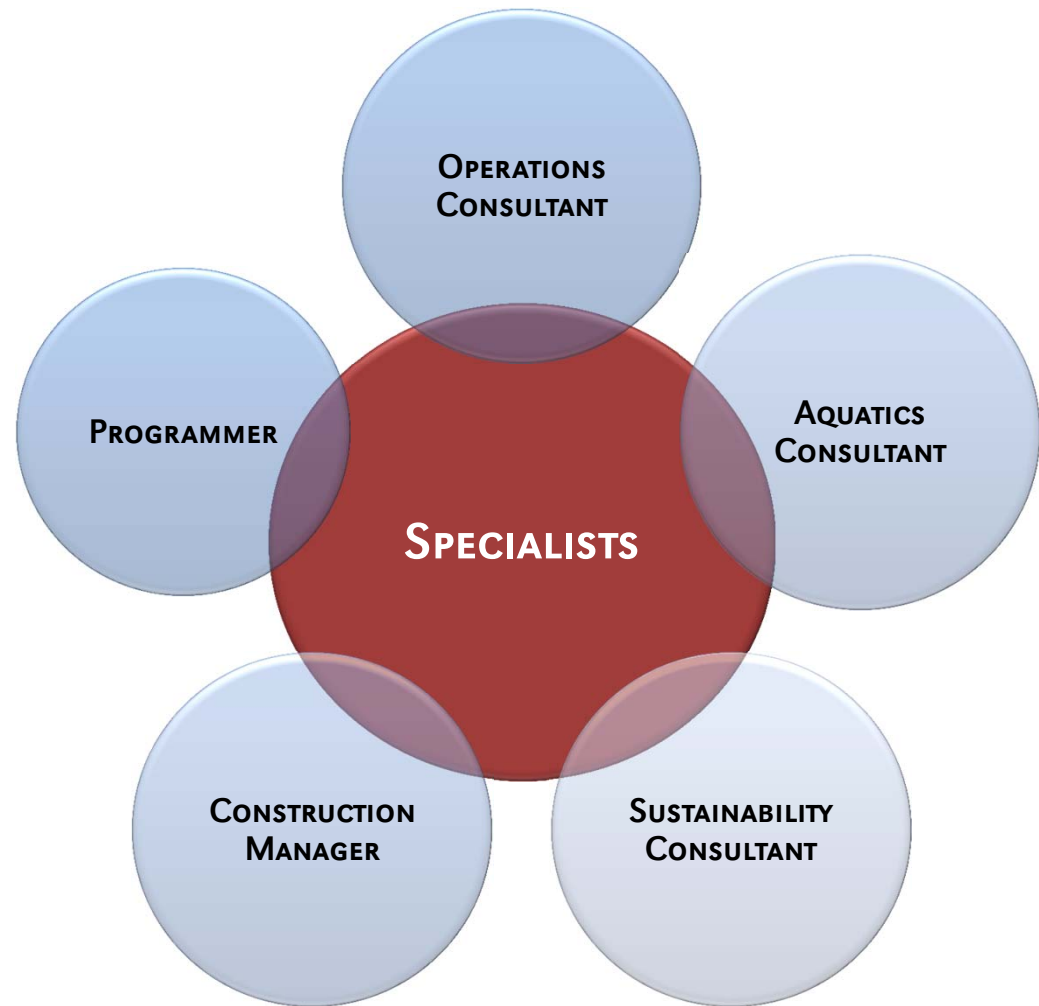 OPERATIONS
CONSULTANT
AQUATICS
CONSULTANT
PROGRAMMER
SPECIALISTS
CONSTRUCTION
MANAGER
SUSTAINABILITY
CONSULTANT